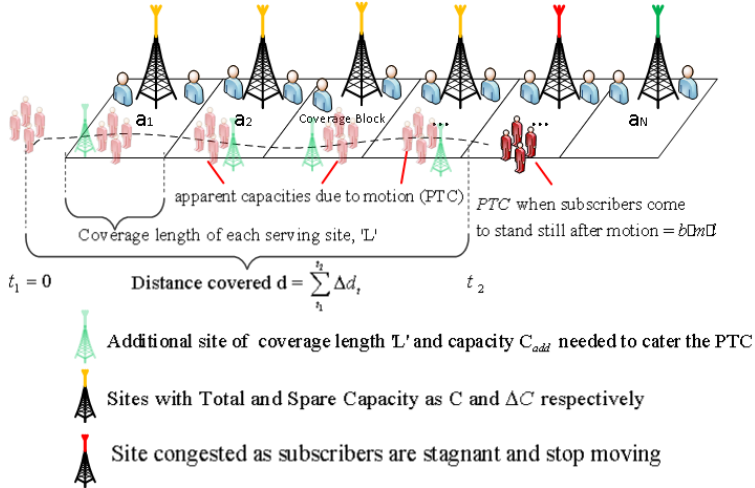 a1 a2 Coverage Block ... ... aN
apparent capacities due to motion (PTC)
PTC when subscribers come
to stand still after motion = b
Coverage length of each serving site, 'L'
t1 = 0 Distance covered d = ∑ t2 t1 Δdt t 2
Additional site of coverage length 'L' and capacity Cadd needed to cater the PTC
Sites with Total and Spare Capacity as C and ΔC respectively
Site congested as subscribers are stagnant and stop moving